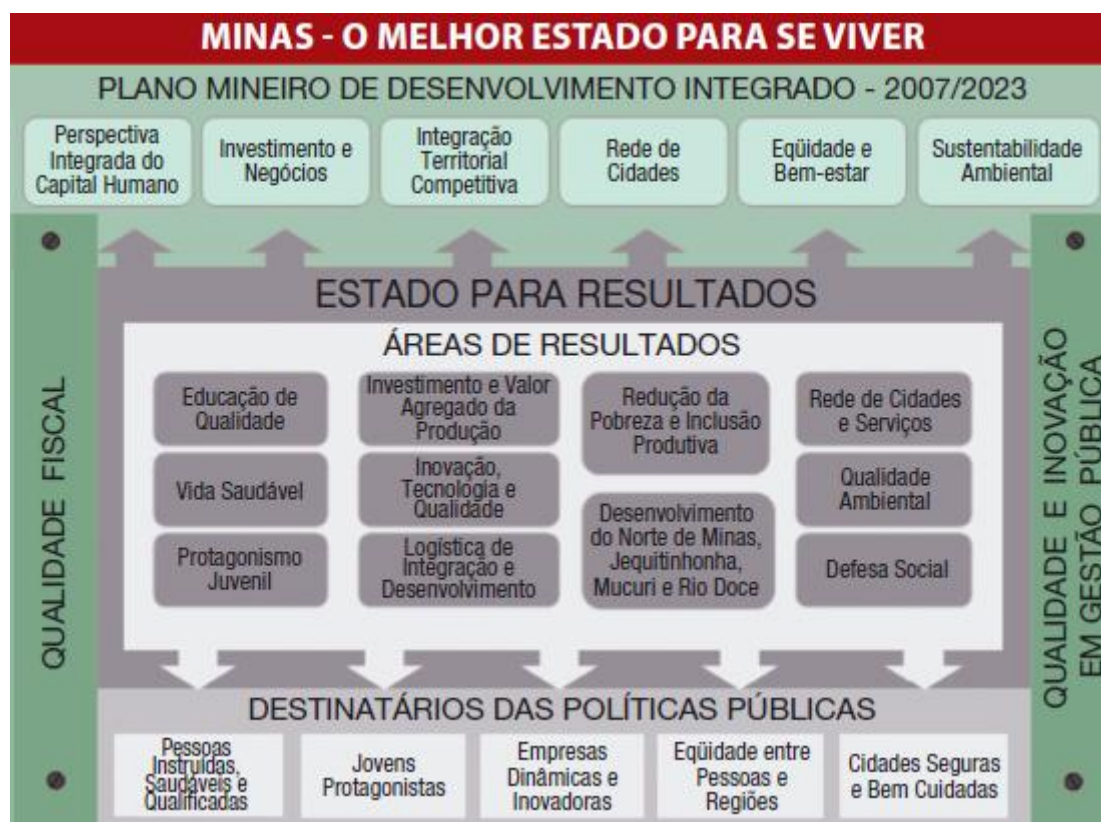 MINAS - O MELHOR ESTADO PARA SE VIVER
PLANO MINEIRO DE DESENVOLVIMENTO INTEGRADO - 2007/2023
Perspectiva
Integrada do
Capital Humano
Investimento e
Negócios
Integração
Territorial
Competitiva
Rede de
Cidades
Eqüidade e
Bem-estar
Sustentabilidade
Ambiental
QUALIDADE FISCAL
ESTADO PARA RESULTADOS
ÁREAS DE RESULTADOS
Educação de
Qualidade
Vida Saudável
Protagonismo
Juvenil
Investimento e Valor
Agregado da
Produção
Inovação,
Tecnologia e
Qualidade
Logística de
Integração e
Desenvolvimento
Redução da
Pobreza e Inclusão
Produtiva
Desenvolvimento
do Norte de Minas,
Jequitinhonha,
Mucuri e Rio Doce
Rede de Cidades
e Serviços
Qualidade
Ambiental
Defesa Social
QUALIDADE E INOVAÇÃO
EM GESTÃO PÚBLICA
DESTINATÁRIOS DAS POLÍTICAS PÚBLICAS
Pessoas
Instruídas,
Saudáveis e
Qualificadas
Jovens
Protagonistas
Empresas
Dinâmicas e
Inovadoras
Eqüidade entre
Pessoas e
Regiões
Cidades Seguras
e Bem Cuidadas